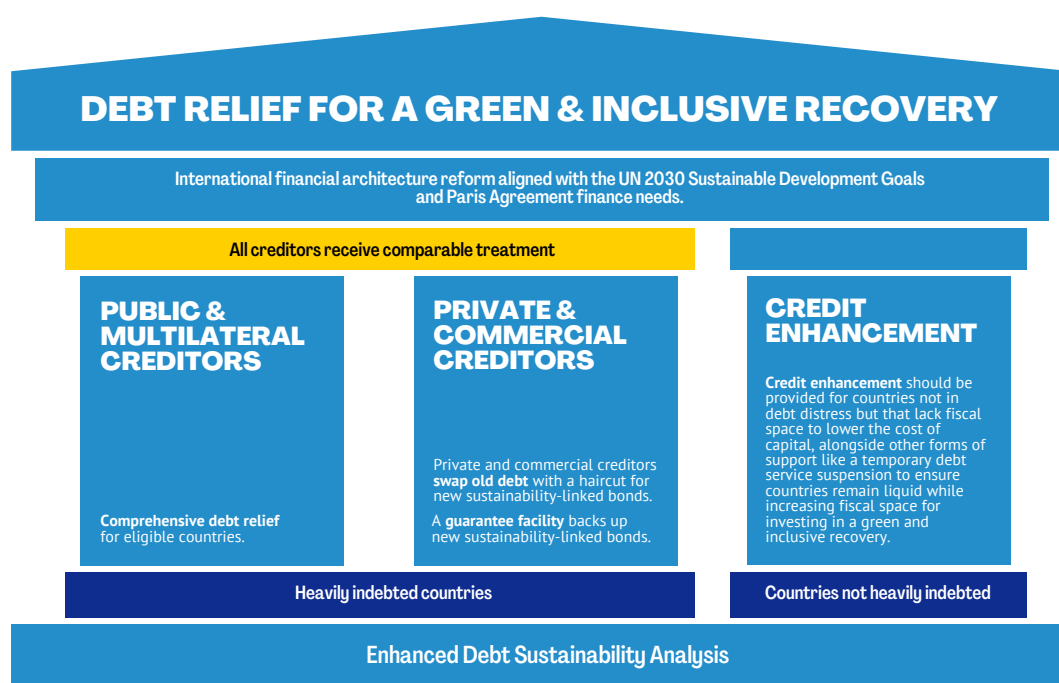 DEBT RELIEF FOR A GREEN & INCLUSIVE RECOVERY
International financial architecture reform aligned with the UN 2030 Sustainable Development Goals
and Paris Agreement finance needs.
All creditors receive comparable treatment
PUBLIC &
MULTILATERAL
CREDITORS
Comprehensive debt relief
for eligible countries.
PRIVATE &
COMMERCIAL
CREDITORS
Private and commercial creditors
swap old debt with a haircut for
new sustainability-linked bonds.
A guarantee facility backs up
new sustainability-linked bonds.
CREDIT
ENHANCEMENT
Credit enhancement should be
provided for countries not in
debt distress but that lack fiscal
space to lower the cost of
capital, alongside other forms of
support like a temporary debt
service suspension to ensure
countries remain liquid while
increasing fiscal space for
investing in a green and
inclusive recovery.
Heavily indebted countries
Countries not heavily indebted
Enhanced Debt Sustainability Analysis